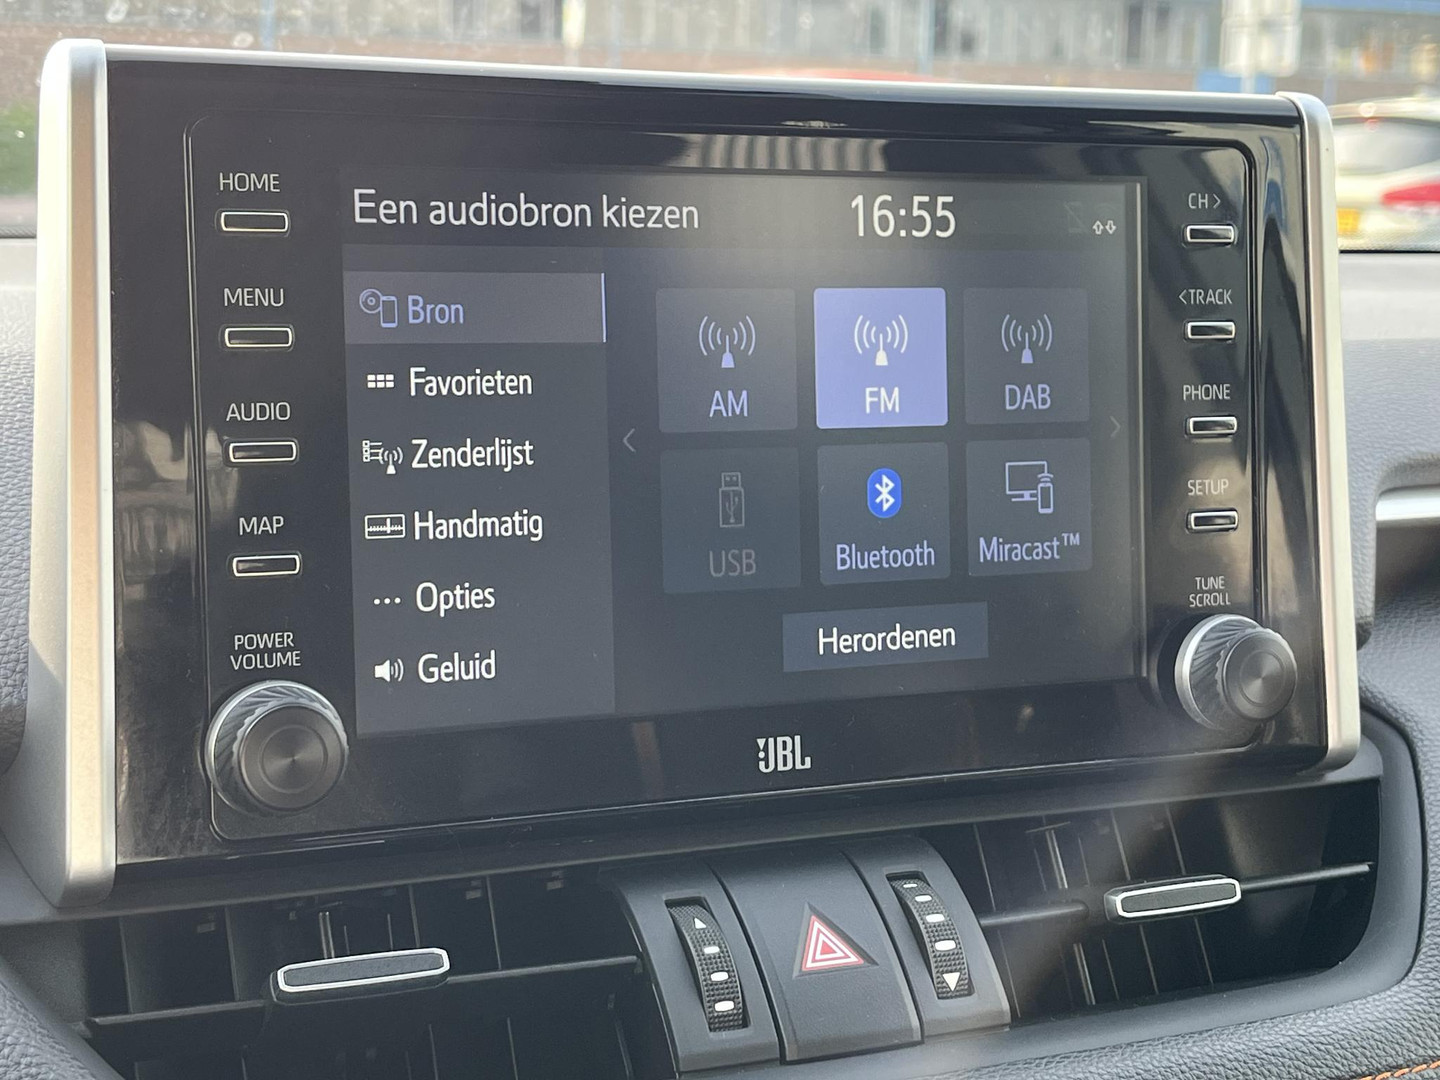 HOME
MENU
AUDIO
MAP
POWER
VOLUME
Een audiobron kiezen
16:55
Bron
Favorieten
Zenderlijst
Handmatig
Opties
Geluid
AM
FM
DAB
USB
Bluetooth
Miracast™
Herordenen
JBL
CH >
< TRACK
PHONE
SETUP
TUNE
SCROLL